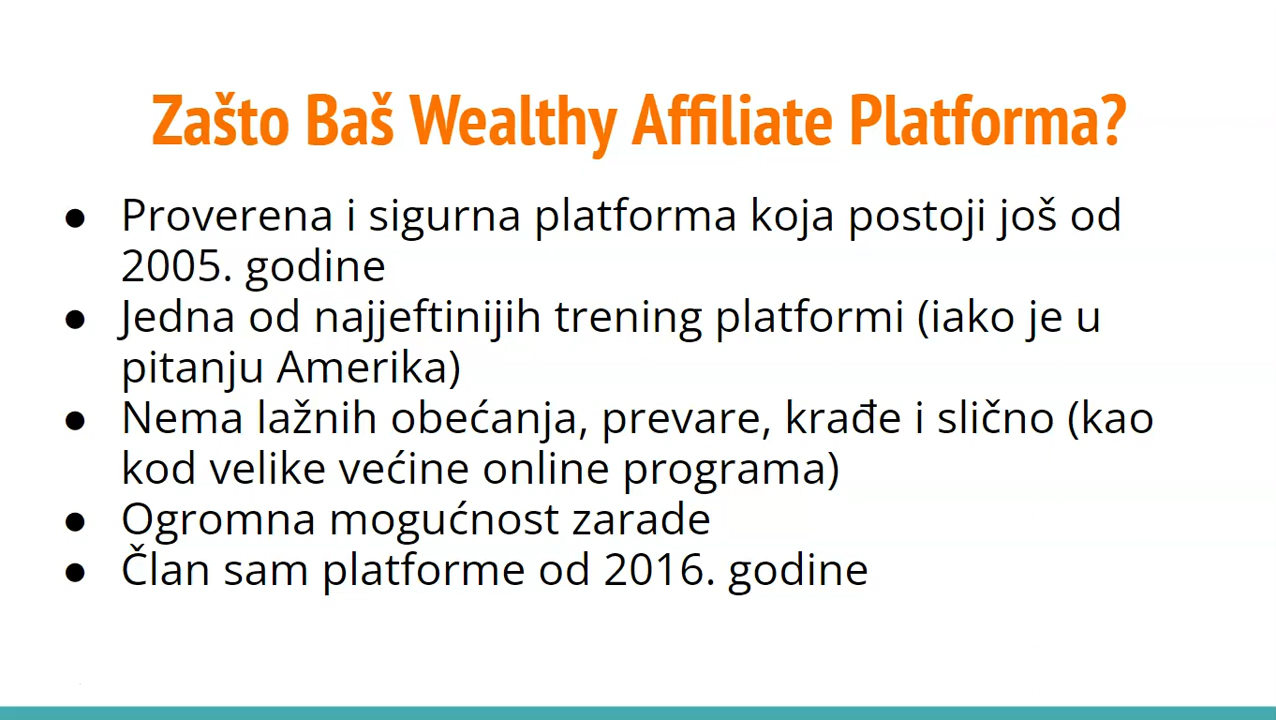 Zašto Baš Wealthy Affiliate Platforma?
● Proverena i sigurna platforma koja postoji još od
2005. godine
● Jedna od najjeftinijih trening platformi (iako je u
pitanju Amerika)
● Nema lažnih obećanja, prevare, krađe i slično (kao
kod velike većine online programa)
● Ogromna mogućnost zarade
● Član sam platforme od 2016. godine